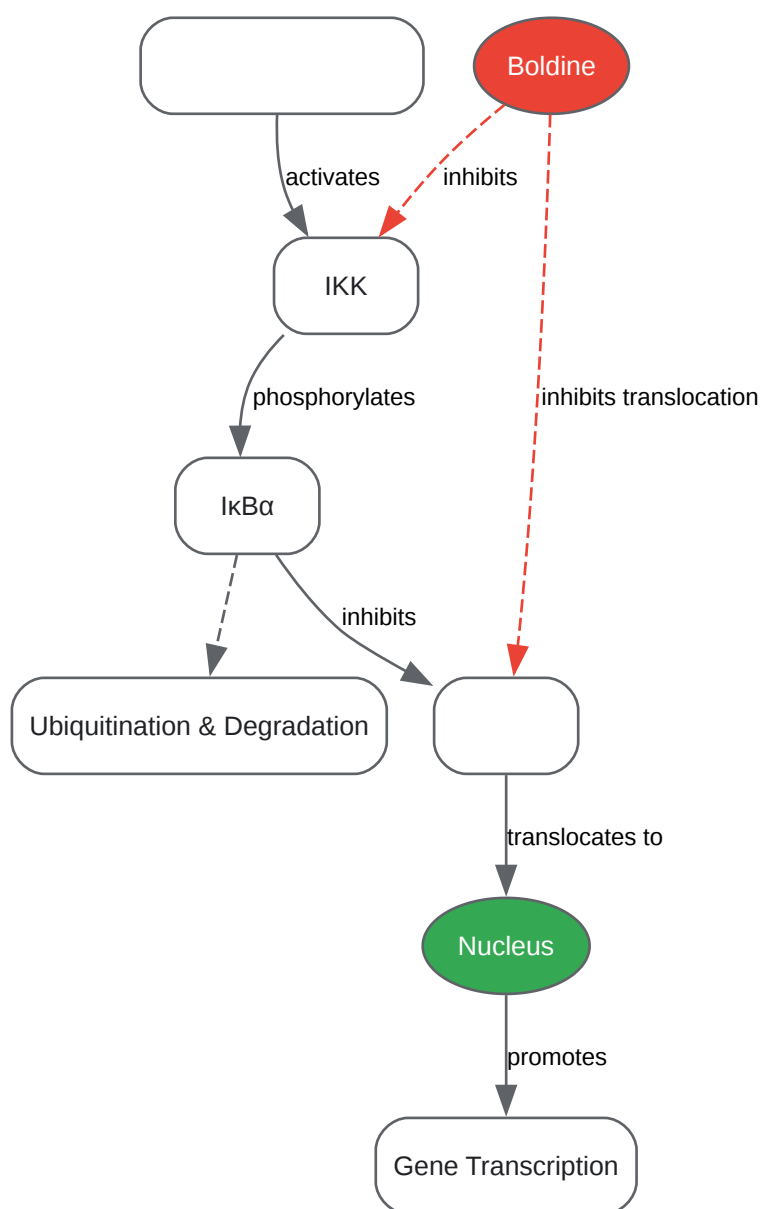 Boldine
activates
inhibits
IKK
phosphorylates
inhibits translocation
IκBα
inhibits
Ubiquitination & Degradation
translocates to
Nucleus
promotes
Gene Transcription